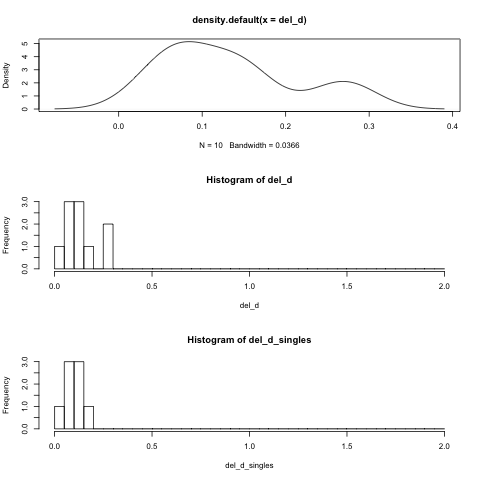 density.default(x = del_d)
Density
0 1 2 3 4 5
0.0 0.1 0.2 0.3 0.4
N = 10 Bandwidth = 0.0366
Histogram of del_d
Frequency
0.0 1.0 2.0 3.0
0.0 0.5 1.0 1.5 2.0
del_d
Histogram of del_d_singles
Frequency
0.0 1.0 2.0 3.0
0.0 0.5 1.0 1.5 2.0
del_d_singles